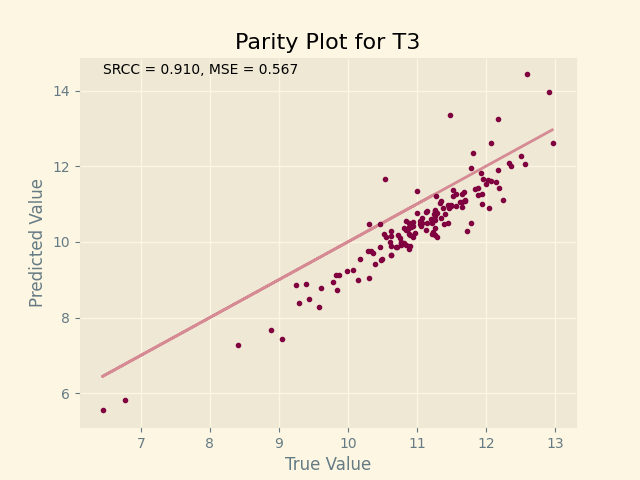 Parity Plot for T3
SRCC = 0.910, MSE = 0.567
14
12
10
8
6
Predicted Value
7 8 9 10 11 12 13
True Value